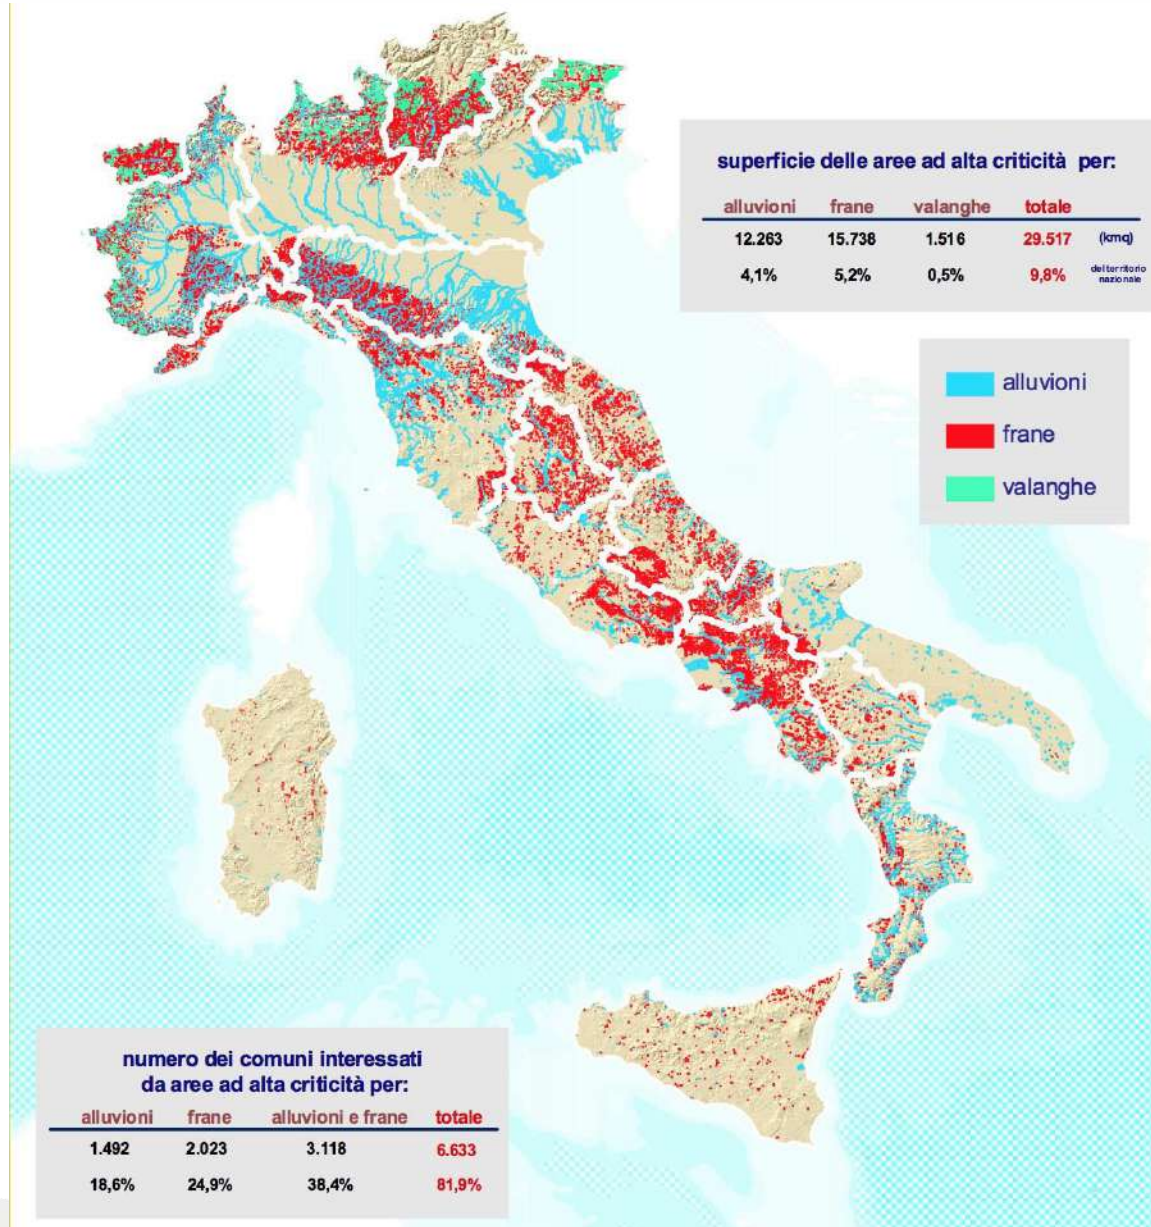 superficie delle aree ad alta criticità per:
alluvioni frane valanghe totale
12.263 15.738 1.516 29.517 (kmq)
4,1% 5,2% 0,5% 9,8% del territorio
nazionale
alluvioni
frane
valanghe
numero dei comuni interessati
da aree ad alta criticità per:
alluvioni frane alluvioni e frane totale
1.492 2.023 3.118 6.633
18,6% 24,9% 38,4% 81,9%